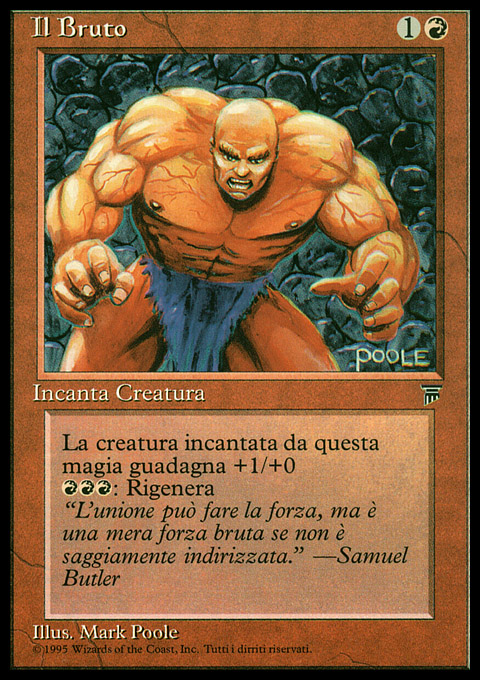 Il Bruto
1
POOLE
Incanta Creatura
La creatura incantata da questa
magia guadagna +1/+0
: Rigenera
“L’unione può fare la forza, ma è
una mera forza bruta se non è
saggiamente indirizzata.” —Samuel
Butler
Illus. Mark Poole
©1995 Wizards of the Coast, Inc. Tutti i diritti riservati.